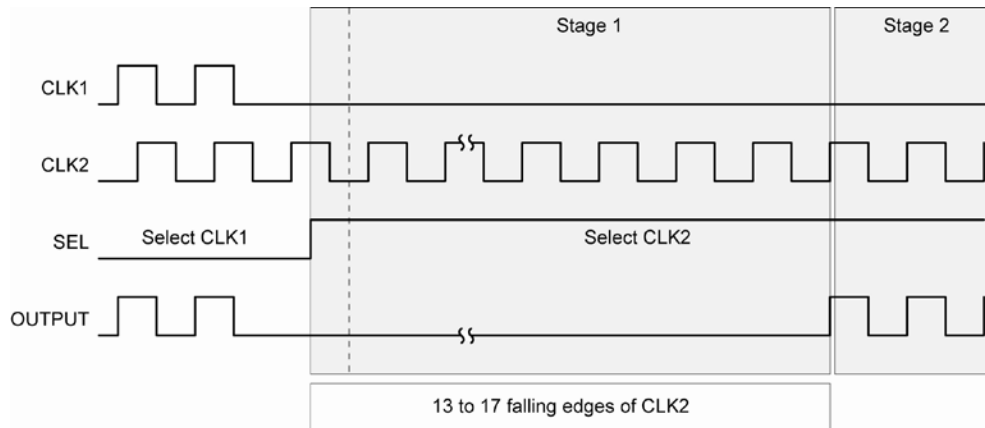 Stage 1
Stage 2
CLK1
CLK2
SEL
Select CLK1
Select CLK2
OUTPUT
13 to 17 falling edges of CLK2